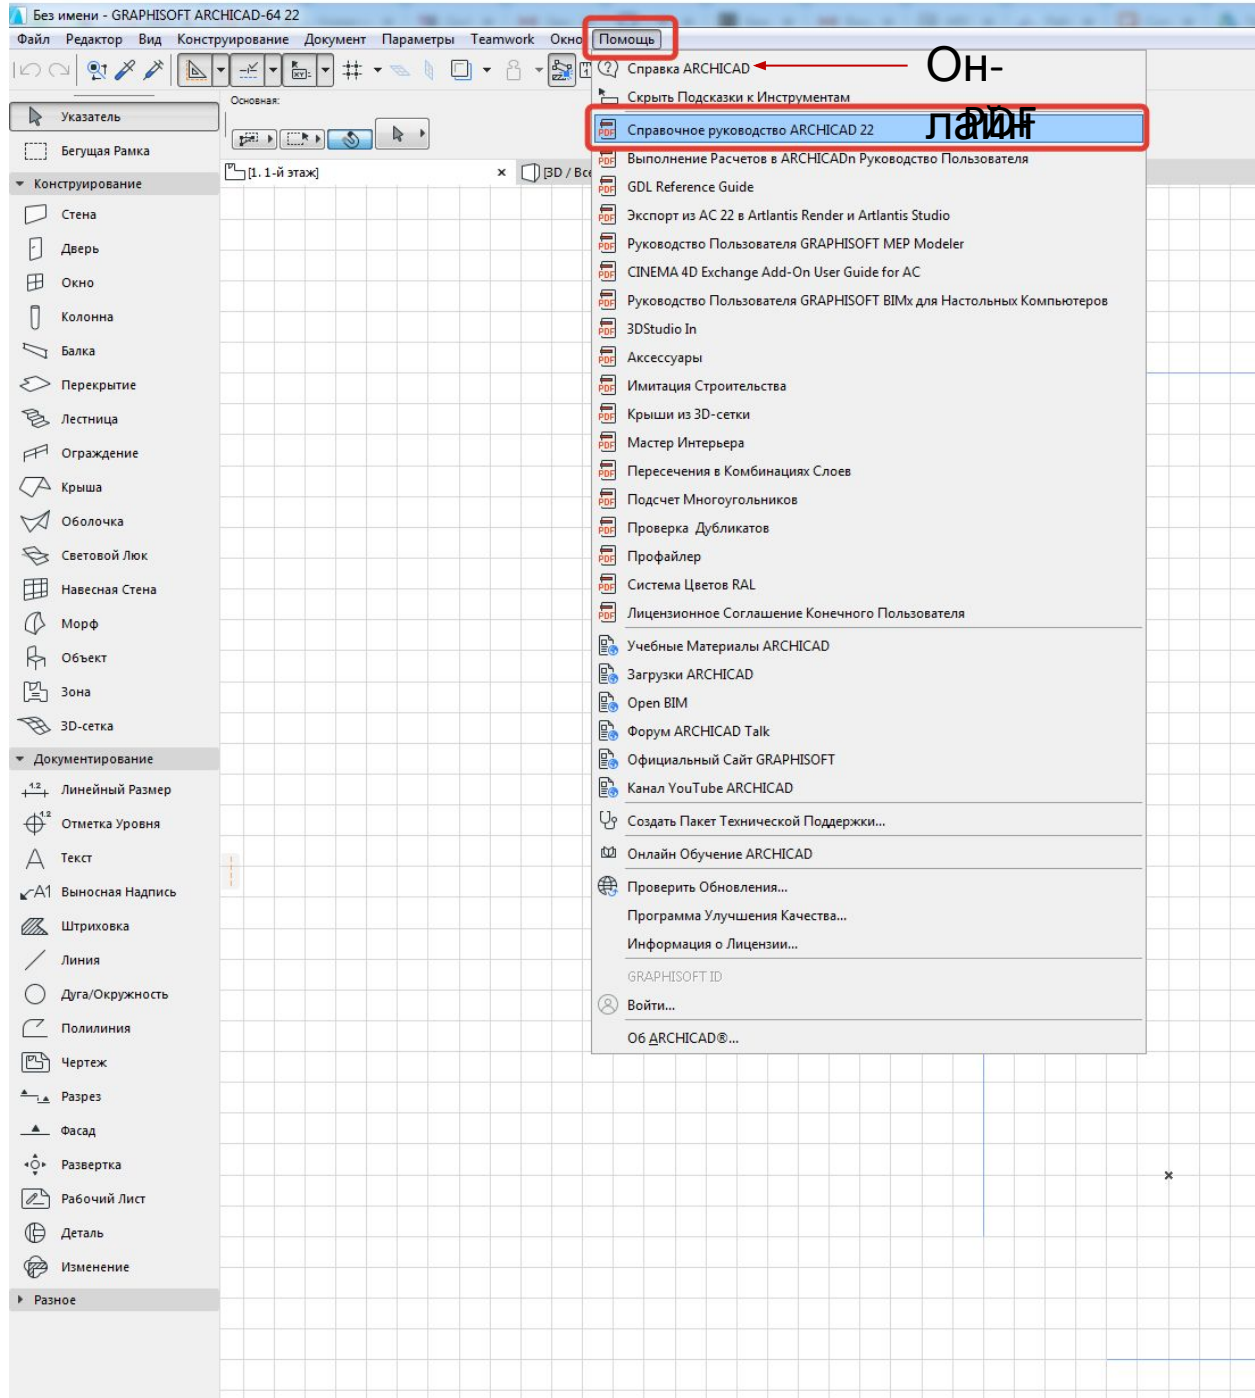 Без имени - GRAPHISOFT ARCHICAD-64 22
Файл Редактор Вид Конструирование Документ Параметры Teamwork Окно Помощь
Основная:
Указатель
Бегущая Рамка
[1. 1-й этаж]
[3D / Все
Конструирование
Стена
Дверь
Окно
Колонна
Балка
Перекрытие
Лестница
Ограждение
Крыша
Оболочка
Световой Люк
Навесная Стена
Морф
Объект
Зона
3D-сетка
Документирование
Линейный Размер
Отметка Уровня
Текст
Выносная Надпись
Штриховка
Линия
Дуга/Окружность
Полилиния
Чертеж
Разрез
Фасад
Развертка
Рабочий Лист
Деталь
Изменение
Разное
Справка ARCHICAD
Он-
лайн
PDF
Скрыть Подсказки к Инструментам
Справочное руководство ARCHICAD 22
Выполнение Расчетов в ARCHICADn Руководство Пользователя
GDL Reference Guide
Экспорт из AC 22 в Artlantis Render и Artlantis Studio
Руководство Пользователя GRAPHISOFT MEP Modeler
CINEMA 4D Exchange Add-On User Guide for AC
Руководство Пользователя GRAPHISOFT BIMx для Настольных Компьютеров
3DStudio In
Аксессуары
Имитация Строительства
Крыши из 3D-сетки
Мастер Интерьера
Пересечения в Комбинациях Слоев
Подсчет Многоугольников
Проверка Дубликатов
Профайлер
Система Цветов RAL
Лицензионное Соглашение Конечного Пользователя
Учебные Материалы ARCHICAD
Загрузки ARCHICAD
Open BIM
Форум ARCHICAD Talk
Официальный Сайт GRAPHISOFT
Канал YouTube ARCHICAD
Создать Пакет Технической Поддержки...
Онлайн Обучение ARCHICAD
Проверить Обновления...
Программа Улучшения Качества...
Информация о Лицензии...
GRAPHISOFT ID
Войти...
Об ARCHICAD®...